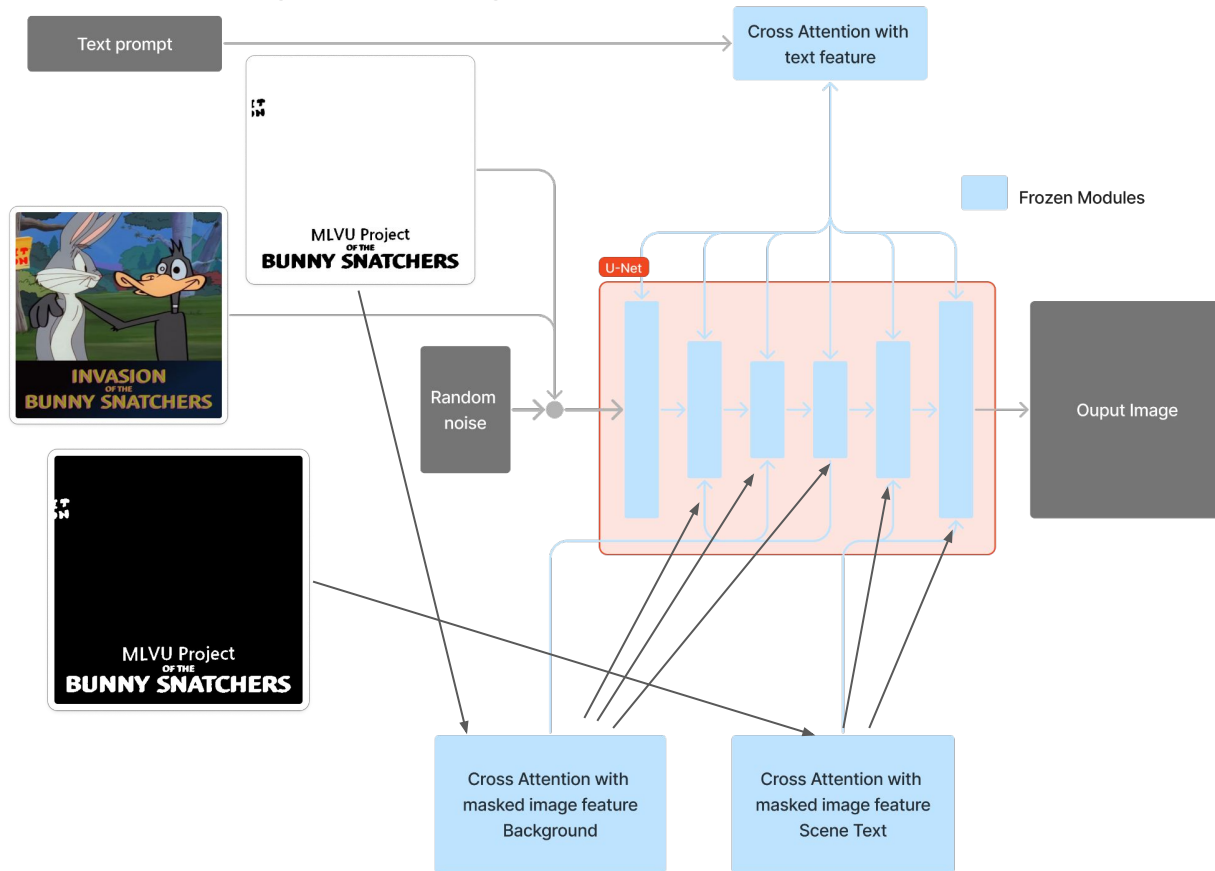 Text prompt
Cross Attention with
text feature
MLVU Project
OF THE
BUNNY SNATCHERS
Frozen Modules
INVASION
OF THE
BUNNY SNATCHERS
U-Net
Random
noise
Ouput Image
MLVU Project
OF THE
BUNNY SNATCHERS
Cross Attention with
masked image feature
Background
Cross Attention with
masked image feature
Scene Text